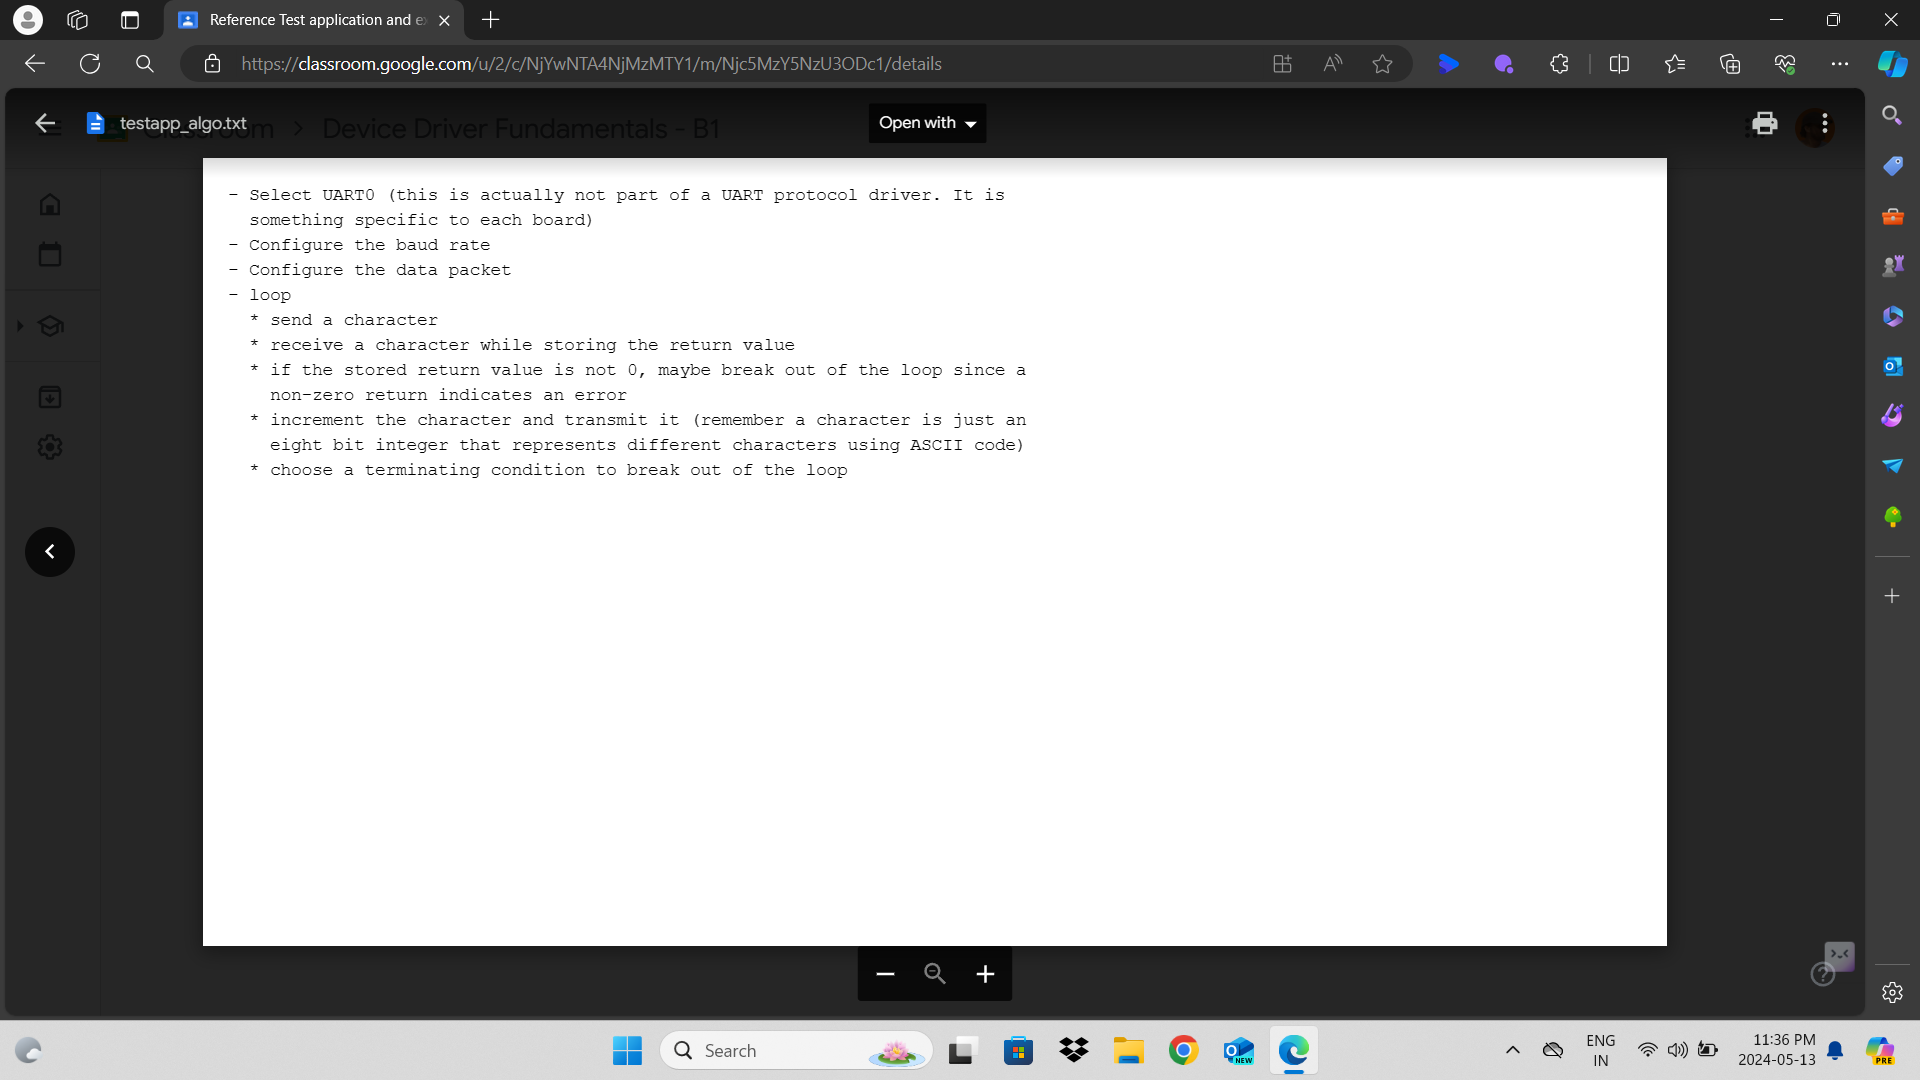 Reference Test application and e
https://classroom.google.com/u/2/c/NjYwNTA4NjMzMTY1/m/Njc5MzY5NzU3ODc1/details
testapp_algo.txt
Classroom > Device Driver Fundamentals - B1
Open with
- Select UART0 (this is actually not part of a UART protocol driver. It is
something specific to each board)
- Configure the baud rate
- Configure the data packet
- loop
* send a character
* receive a character while storing the return value
* if the stored return value is not 0, maybe break out of the loop since a
non-zero return indicates an error
* increment the character and transmit it (remember a character is just an
eight bit integer that represents different characters using ASCII code)
* choose a terminating condition to break out of the loop
Search
NEW
ENG
IN
11:36 PM
2024-05-13
PRE